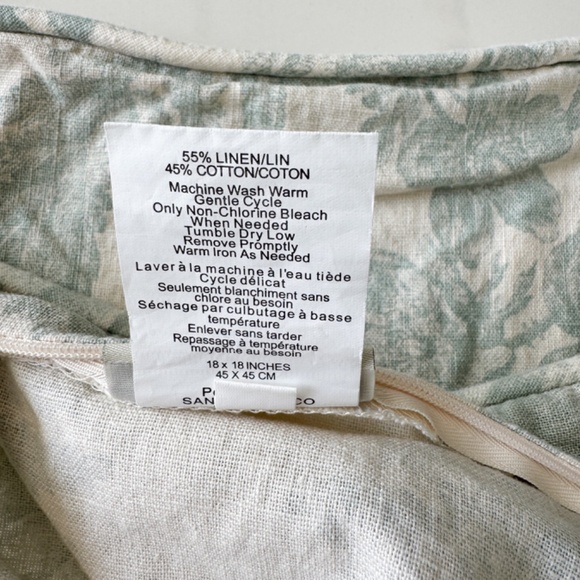 55% LINEN/LIN
45% COTTON/COTON
Machine Wash Warm
Gentle Cycle
Only Non-Chlorine Bleach
When Needed
Tumble Dry Low
Remove Promptly
Warm Iron As Needed
Laver à la machine à l'eau tiède
Cycle délicat
Seulement blanchiment sans
chlore au besoin
Séchage par culbutage à basse
température
Enlever sans tarder
Repassage à température
moyenne au besoin
18 x 18 INCHES
45 X 45 CM
SAN